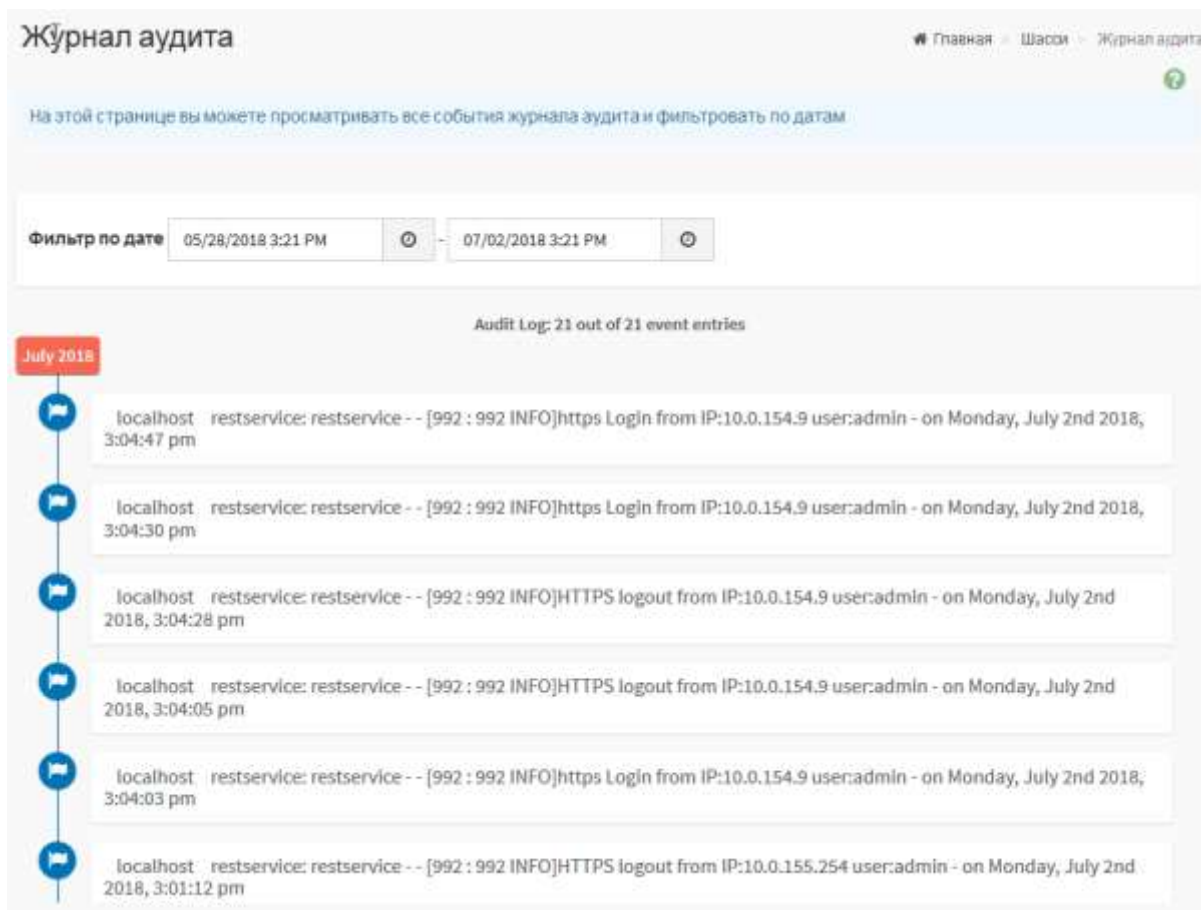 Журнал аудита
Главная
Шасси
Журнал аудита
На этой странице вы можете просматривать все события журнала аудита и фильтровать по датам
Фильтр по дате 05/28/2018 3:21 PM - 07/02/2018 3:21 PM
Audit Log: 21 out of 21 event entries
July 2018
localhost restservice: restservice - - [992 : 992 INFO]https Login from IP:10.0.154.9 user:admin - on Monday, July 2nd 2018,
3:04:47 pm
localhost restservice: restservice - - [992 : 992 INFO]https Login from IP:10.0.154.9 user:admin - on Monday, July 2nd 2018,
3:04:30 pm
localhost restservice: restservice - - [992 : 992 INFO]HTTPS logout from IP:10.0.154.9 user:admin - on Monday, July 2nd
2018, 3:04:28 pm
localhost restservice: restservice - - [992 : 992 INFO]HTTPS logout from IP:10.0.154.9 user:admin - on Monday, July 2nd
2018, 3:04:05 pm
localhost restservice: restservice - - [992 : 992 INFO]https Login from IP:10.0.154.9 user:admin - on Monday, July 2nd 2018,
3:04:03 pm
localhost restservice: restservice - - [992 : 992 INFO]HTTPS logout from IP:10.0.155.254 user:admin - on Monday, July 2nd
2018, 3:01:12 pm